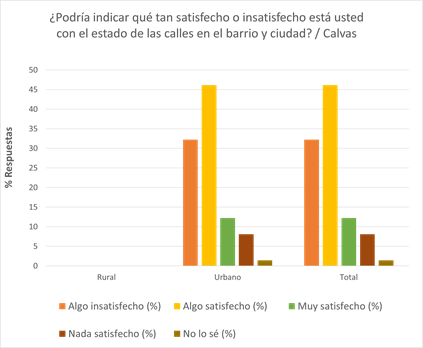 ¿Podría indicar qué tan satisfecho o insatisfecho está usted
con el estado de las calles en el barrio y ciudad? / Calvas
50
45
40
35
30
25
20
15
10
5
0
% Respuestas
Rural Urbano Total
Algo insatisfecho (%) Algo satisfecho (%) Muy satisfecho (%)
Nada satisfecho (%) No lo sé (%)